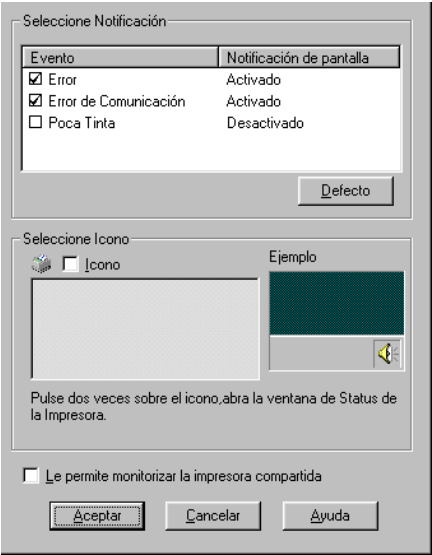 Seleccione Notificación
Evento Notificación de pantalla
Error Activado
Error de Comunicación Activado
Poca Tinta Desactivado
Defecto
Seleccione Icono
Icono Ejemplo
Pulse dos veces sobre el icono,abra la ventana de Status de
la Impresora.
Le permite monitorizar la impresora compartida
Aceptar Cancelar Ayuda